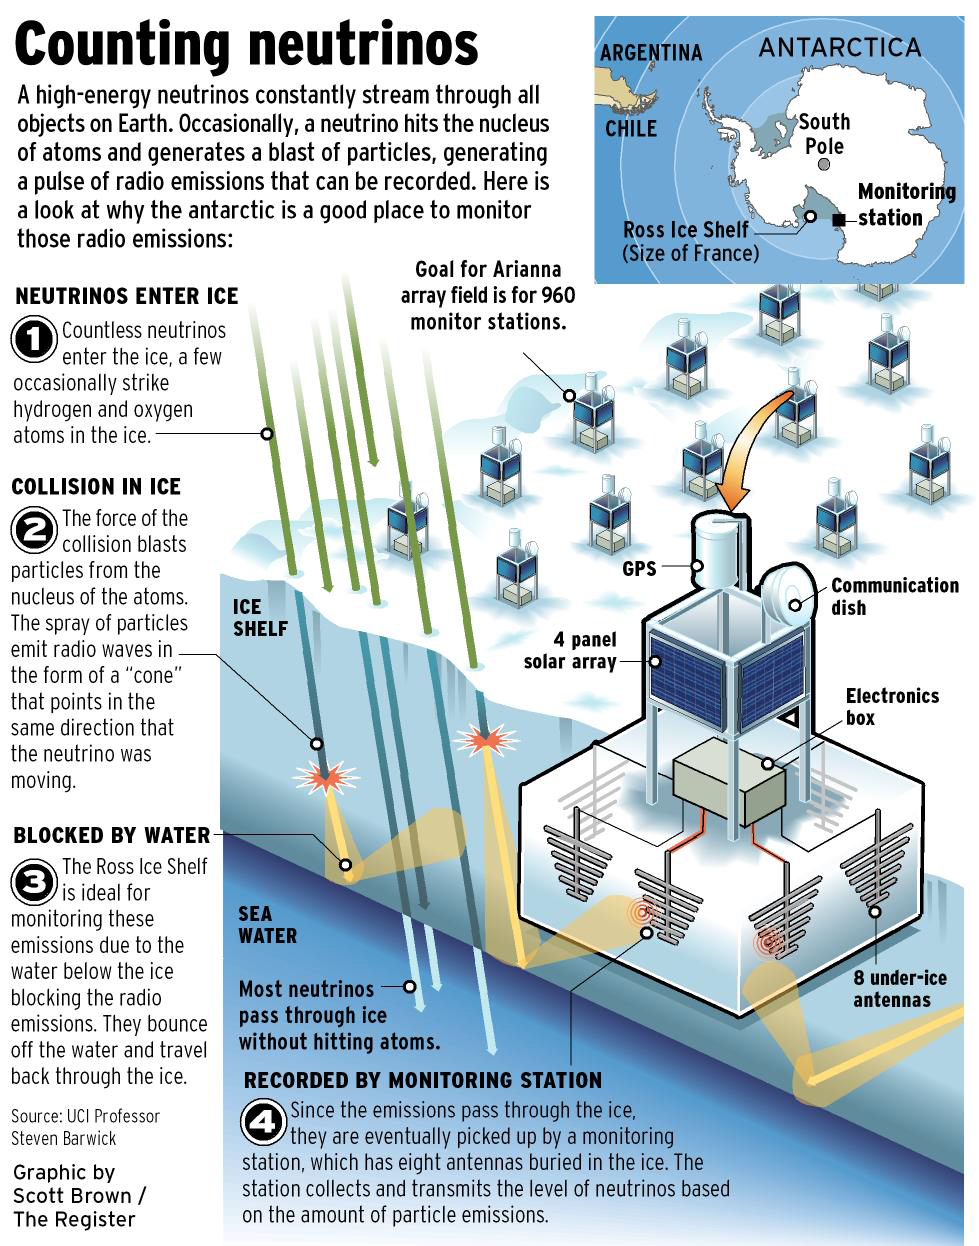 Counting neutrinos
A high-energy neutrinos constantly stream through all
objects on Earth. Occasionally, a neutrino hits the nucleus
of atoms and generates a blast of particles, generating
a pulse of radio emissions that can be recorded. Here is
a look at why the antarctic is a good place to monitor
those radio emissions:
ARGENTINA
ANTARCTICA
CHILE
South
Pole
Monitoring
station
Ross Ice Shelf
(Size of France)
Goal for Arianna
array field is for 960
monitor stations.
NEUTRINOS ENTER ICE
1 Countless neutrinos
enter the ice, a few
occasionally strike
hydrogen and oxygen
atoms in the ice.
COLLISION IN ICE
2 The force of the
collision blasts
particles from the
nucleus of the atoms.
The spray of particles
emit radio waves in
the form of a “cone”
that points in the
same direction that
the neutrino was
moving.
BLOCKED BY WATER
3 The Ross Ice Shelf
is ideal for
monitoring these
emissions due to the
water below the ice
blocking the radio
emissions. They bounce
off the water and travel
back through the ice.
ICE
SHELF
GPS
Communication
dish
4 panel
solar array
Electronics
box
SEA
WATER
8 under-ice
antennas
Most neutrinos
pass through ice
without hitting atoms.
RECORDED BY MONITORING STATION
4 Since the emissions pass through the ice,
they are eventually picked up by a monitoring
station, which has eight antennas buried in the ice. The
station collects and transmits the level of neutrinos based
on the amount of particle emissions.
Source: UCI Professor
Steven Barwick
Graphic by
Scott Brown /
The Register